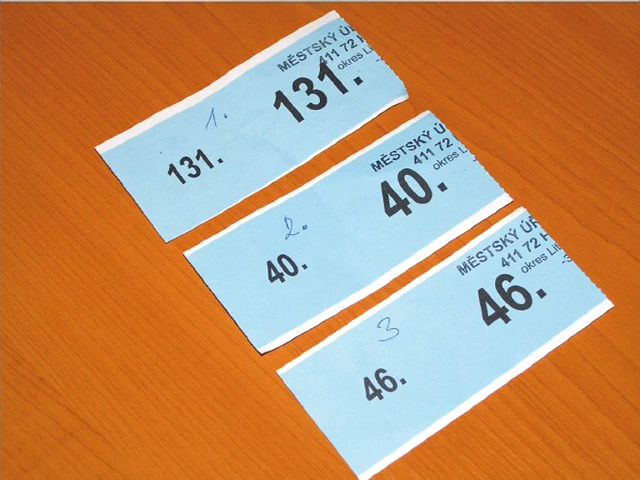 MĚSTSKÝ
411 72
okres
1.
131.
131.
MĚSTSKÝ
411 72
okres
2.
40.
40.
MĚSTSKÝ
411 72
okres
3
46.
46.